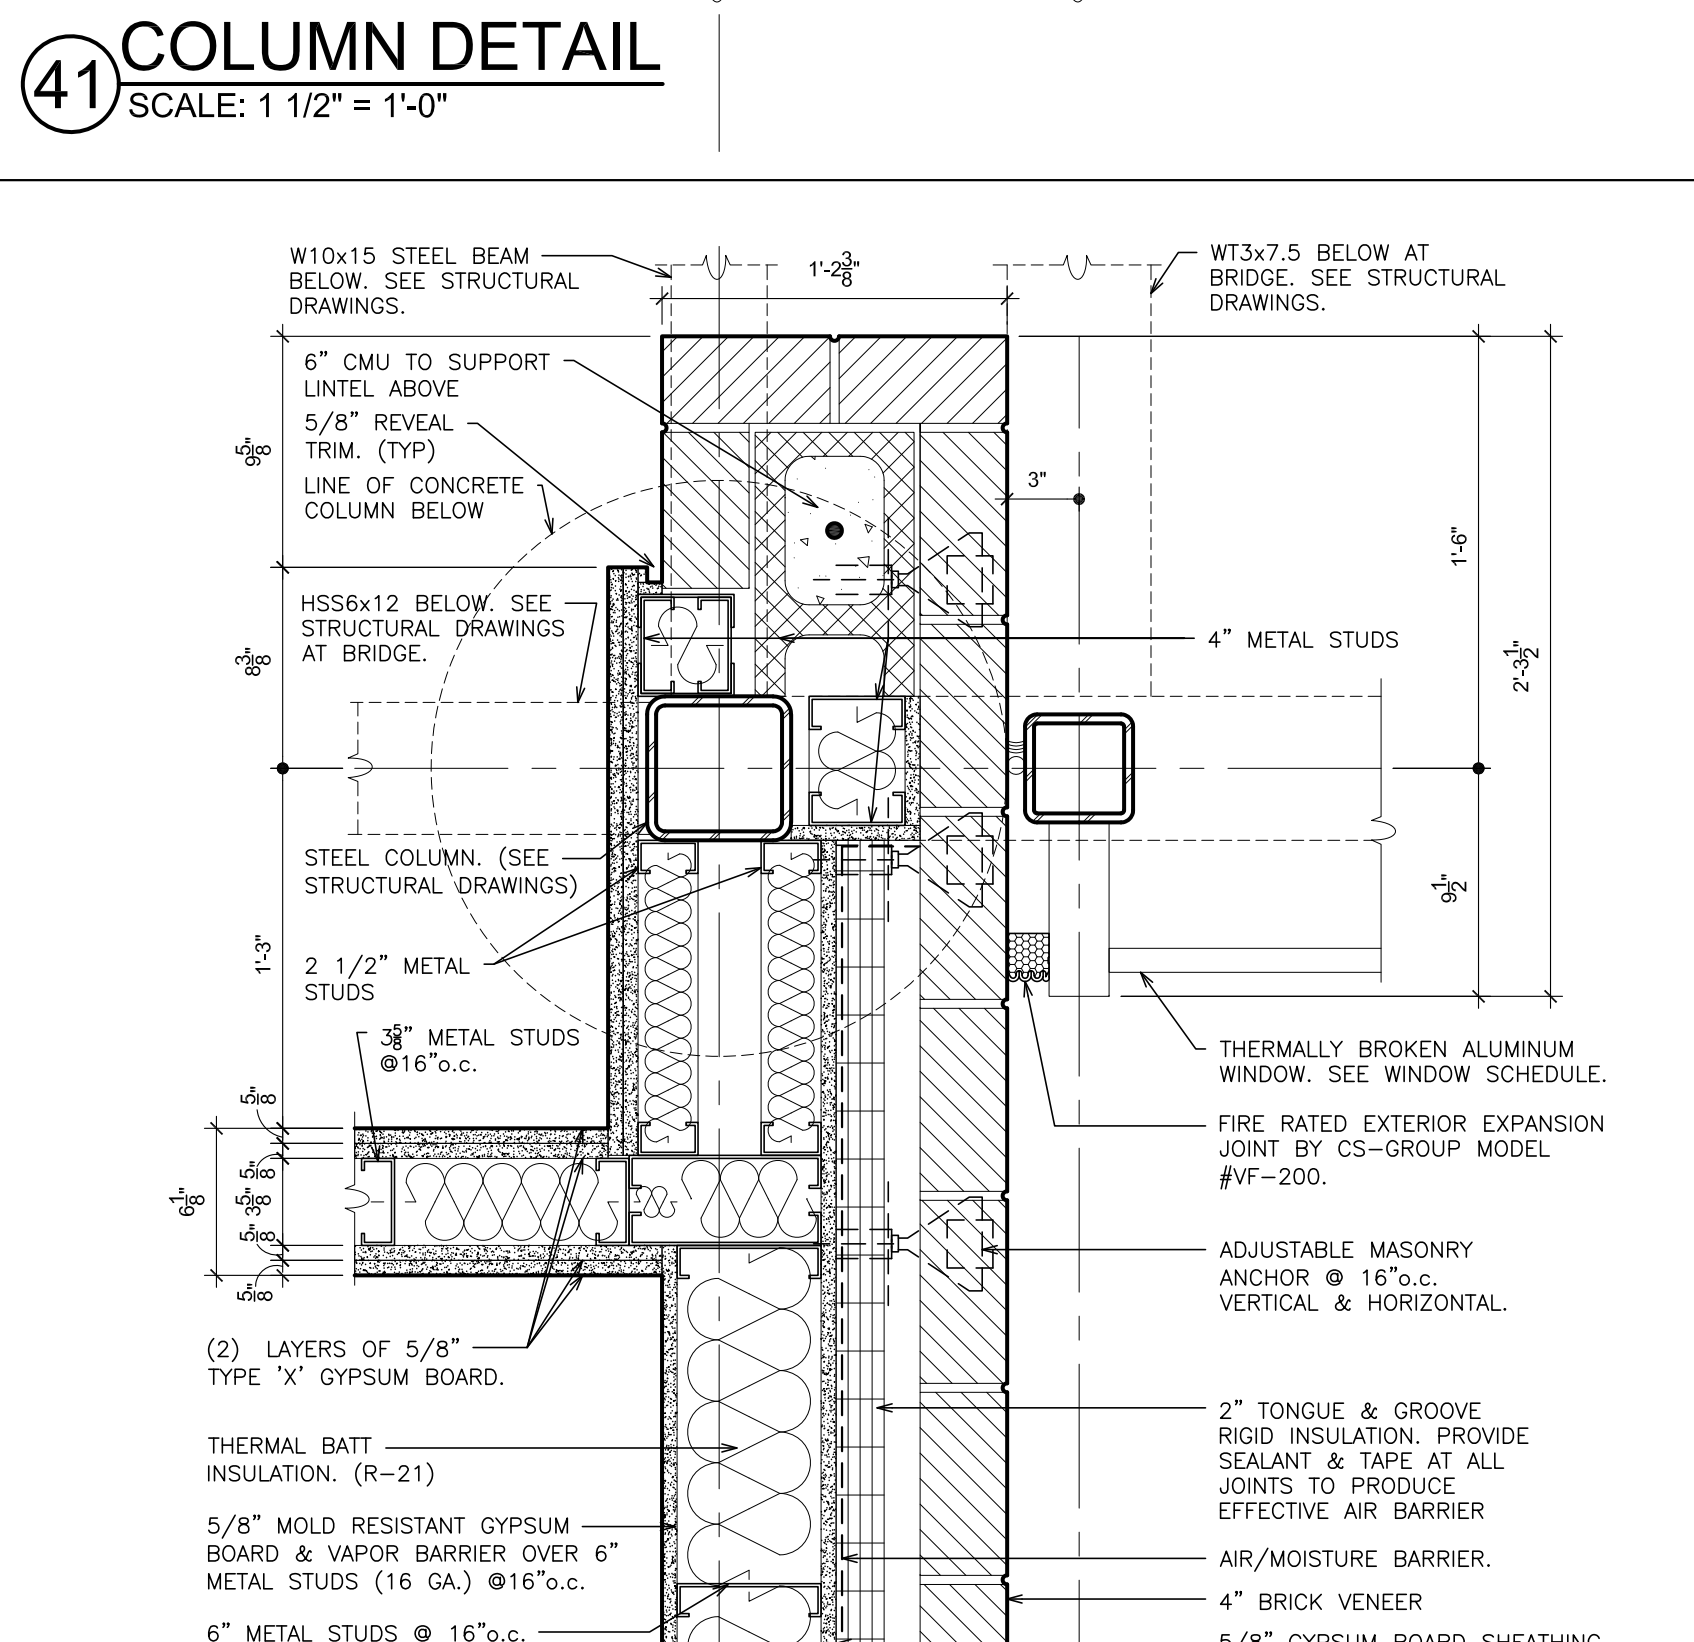 41
COLUMN DETAIL
SCALE: 1 1/2" = 1'-0"
W10x15 STEEL BEAM
BELOW. SEE STRUCTURAL
DRAWINGS.
1'-2 3/8"
WT3x7.5 BELOW AT
BRIDGE. SEE STRUCTURAL
DRAWINGS.
6" CMU TO SUPPORT
LINTEL ABOVE
5/8" REVEAL
TRIM. (TYP)
LINE OF CONCRETE
COLUMN BELOW
9 5/8"
3"
1'-6"
HSS6x12 BELOW. SEE
STRUCTURAL DRAWINGS
AT BRIDGE.
8 3/8"
4" METAL STUDS
2'-3 1/2"
STEEL COLUMN. (SEE
STRUCTURAL DRAWINGS)
9 1/2"
1'-3"
2 1/2" METAL
STUDS
3 5/8" METAL STUDS
@16"o.c.
THERMALLY BROKEN ALUMINUM
WINDOW. SEE WINDOW SCHEDULE.
FIRE RATED EXTERIOR EXPANSION
JOINT BY CS-GROUP MODEL
#VF-200.
5/8"
5/8"
3 5/8"
5/8"
5/8"
6 1/8"
ADJUSTABLE MASONRY
ANCHOR @ 16"o.c.
VERTICAL & HORIZONTAL.
(2) LAYERS OF 5/8"
TYPE 'X' GYPSUM BOARD.
2" TONGUE & GROOVE
RIGID INSULATION. PROVIDE
SEALANT & TAPE AT ALL
JOINTS TO PRODUCE
EFFECTIVE AIR BARRIER
THERMAL BATT
INSULATION. (R-21)
5/8" MOLD RESISTANT GYPSUM
BOARD & VAPOR BARRIER OVER 6"
METAL STUDS (16 GA.) @16"o.c.
AIR/MOISTURE BARRIER.
4" BRICK VENEER
6" METAL STUDS @ 16"o.c.
5/8" GYPSUM BOARD SHEATHING